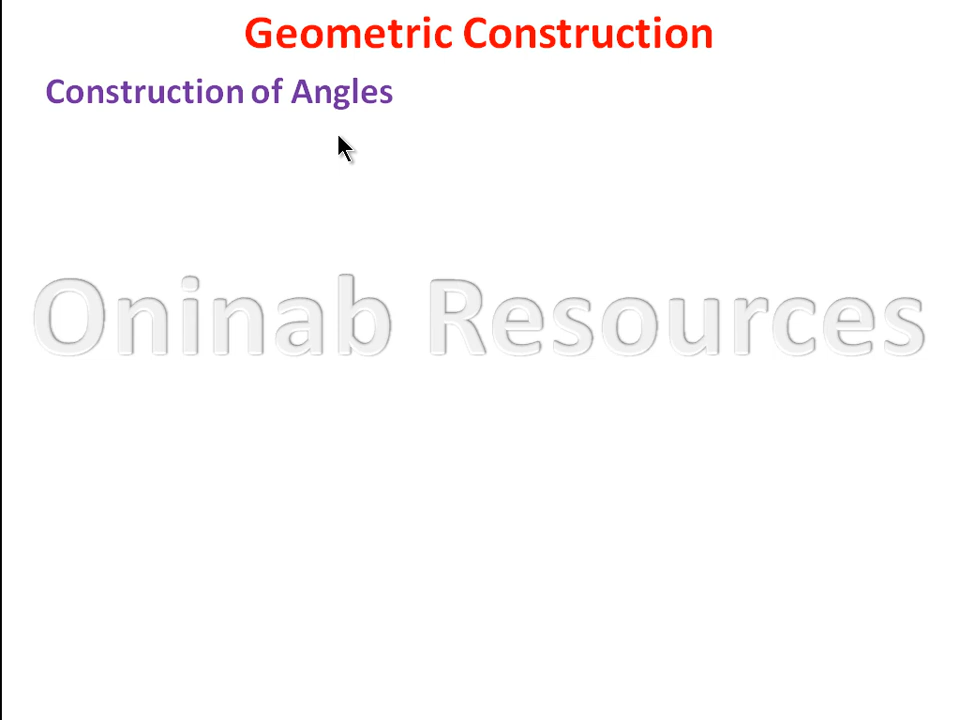 Geometric Construction
Construction of Angles
Oninab Resources